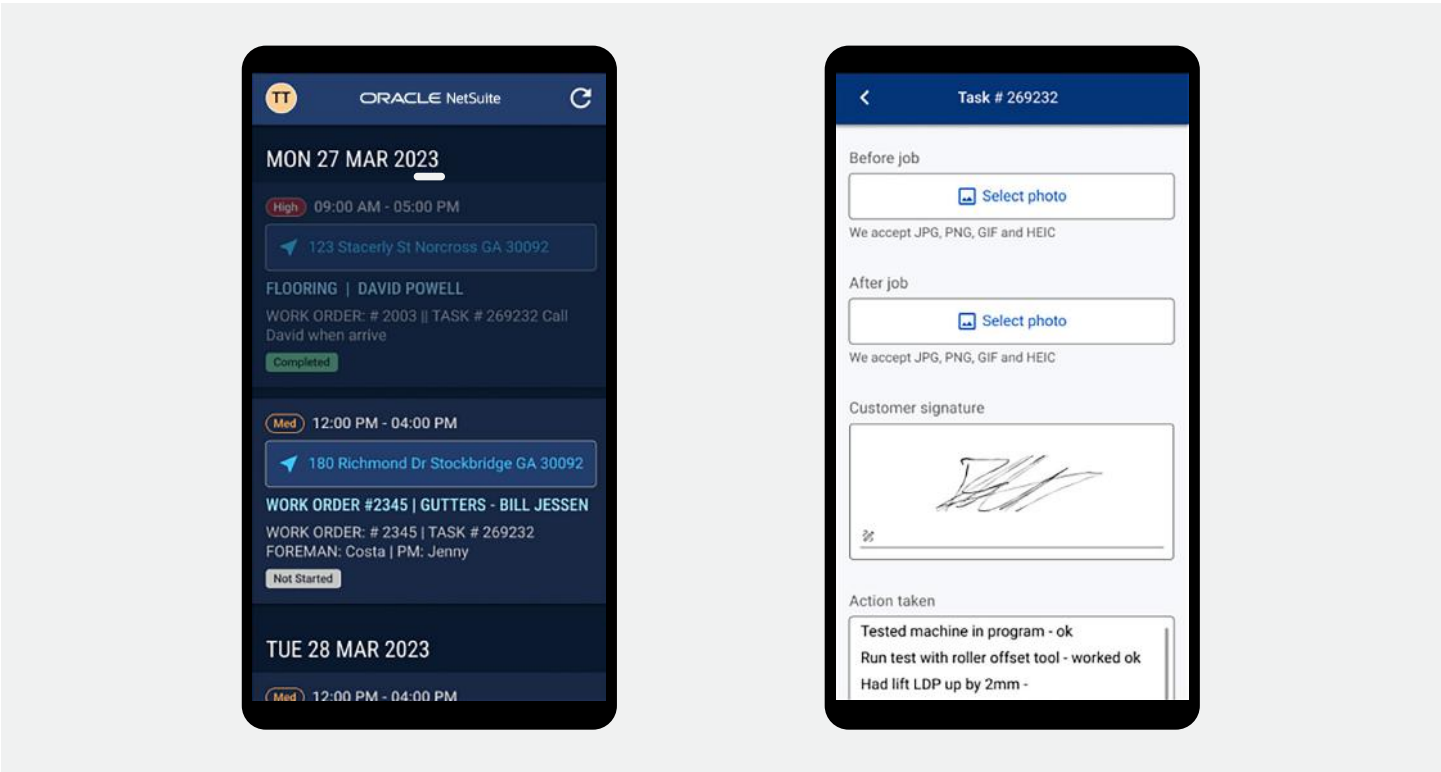 TT
ORACLE NetSuite
MON 27 MAR 2023
High 09:00 AM - 05:00 PM
123 Stacerly St Norcross GA 30092
FLOORING | DAVID POWELL
WORK ORDER: # 2003 || TASK # 269232 Call
David when arrive
Completed
Med 12:00 PM - 04:00 PM
180 Richmond Dr Stockbridge GA 30092
WORK ORDER #2345 | GUTTERS - BILL JESSEN
WORK ORDER: # 2345 | TASK # 269232
FOREMAN: Costa | PM: Jenny
Not Started
TUE 28 MAR 2023
Med 12:00 PM - 04:00 PM
Task # 269232
Before job
Select photo
We accept JPG, PNG, GIF and HEIC
After job
Select photo
We accept JPG, PNG, GIF and HEIC
Customer signature
Action taken
Tested machine in program - ok
Run test with roller offset tool - worked ok
Had lift LDP up by 2mm -